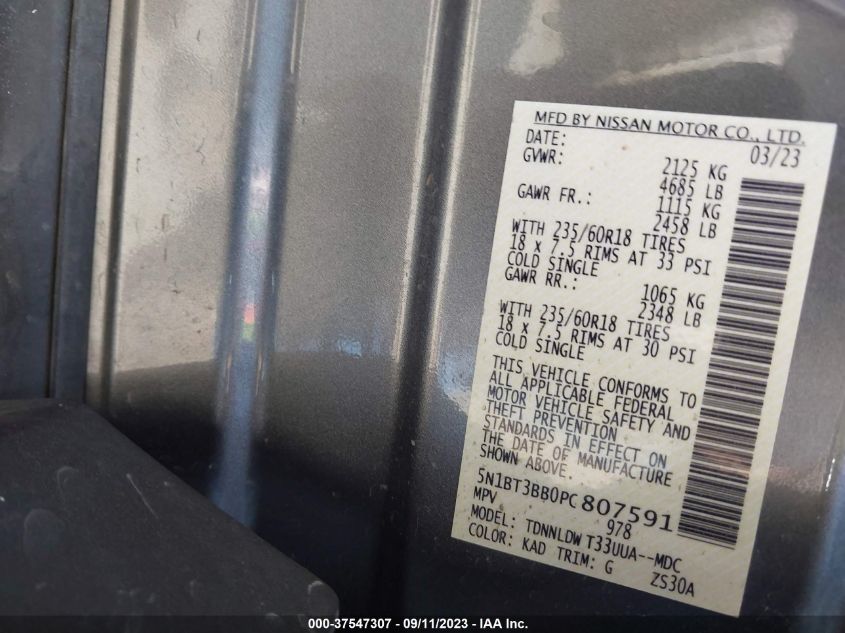 MFD BY NISSAN MOTOR CO., LTD.
DATE: 03/23
GVWR: 2125 KG
4685 LB
GAWR FR.: 1115 KG
2458 LB
WITH 235/60R18 TIRES
18 x 7.5 RIMS AT 33 PSI
COLD SINGLE
GAWR RR.: 1065 KG
2348 LB
WITH 235/60R18 TIRES
18 x 7.5 RIMS AT 30 PSI
COLD SINGLE
THIS VEHICLE CONFORMS TO
ALL APPLICABLE FEDERAL
MOTOR VEHICLE SAFETY AND
THEFT PREVENTION
STANDARDS IN EFFECT ON
THE DATE OF MANUFACTURE
SHOWN ABOVE.
5N1BT3BB0PC807591
MPV 978
MODEL: TDNNLDW T33UUA--MDC
COLOR: KAD TRIM: G ZS30A
000-37547307 - 09/11/2023 - IAA Inc.